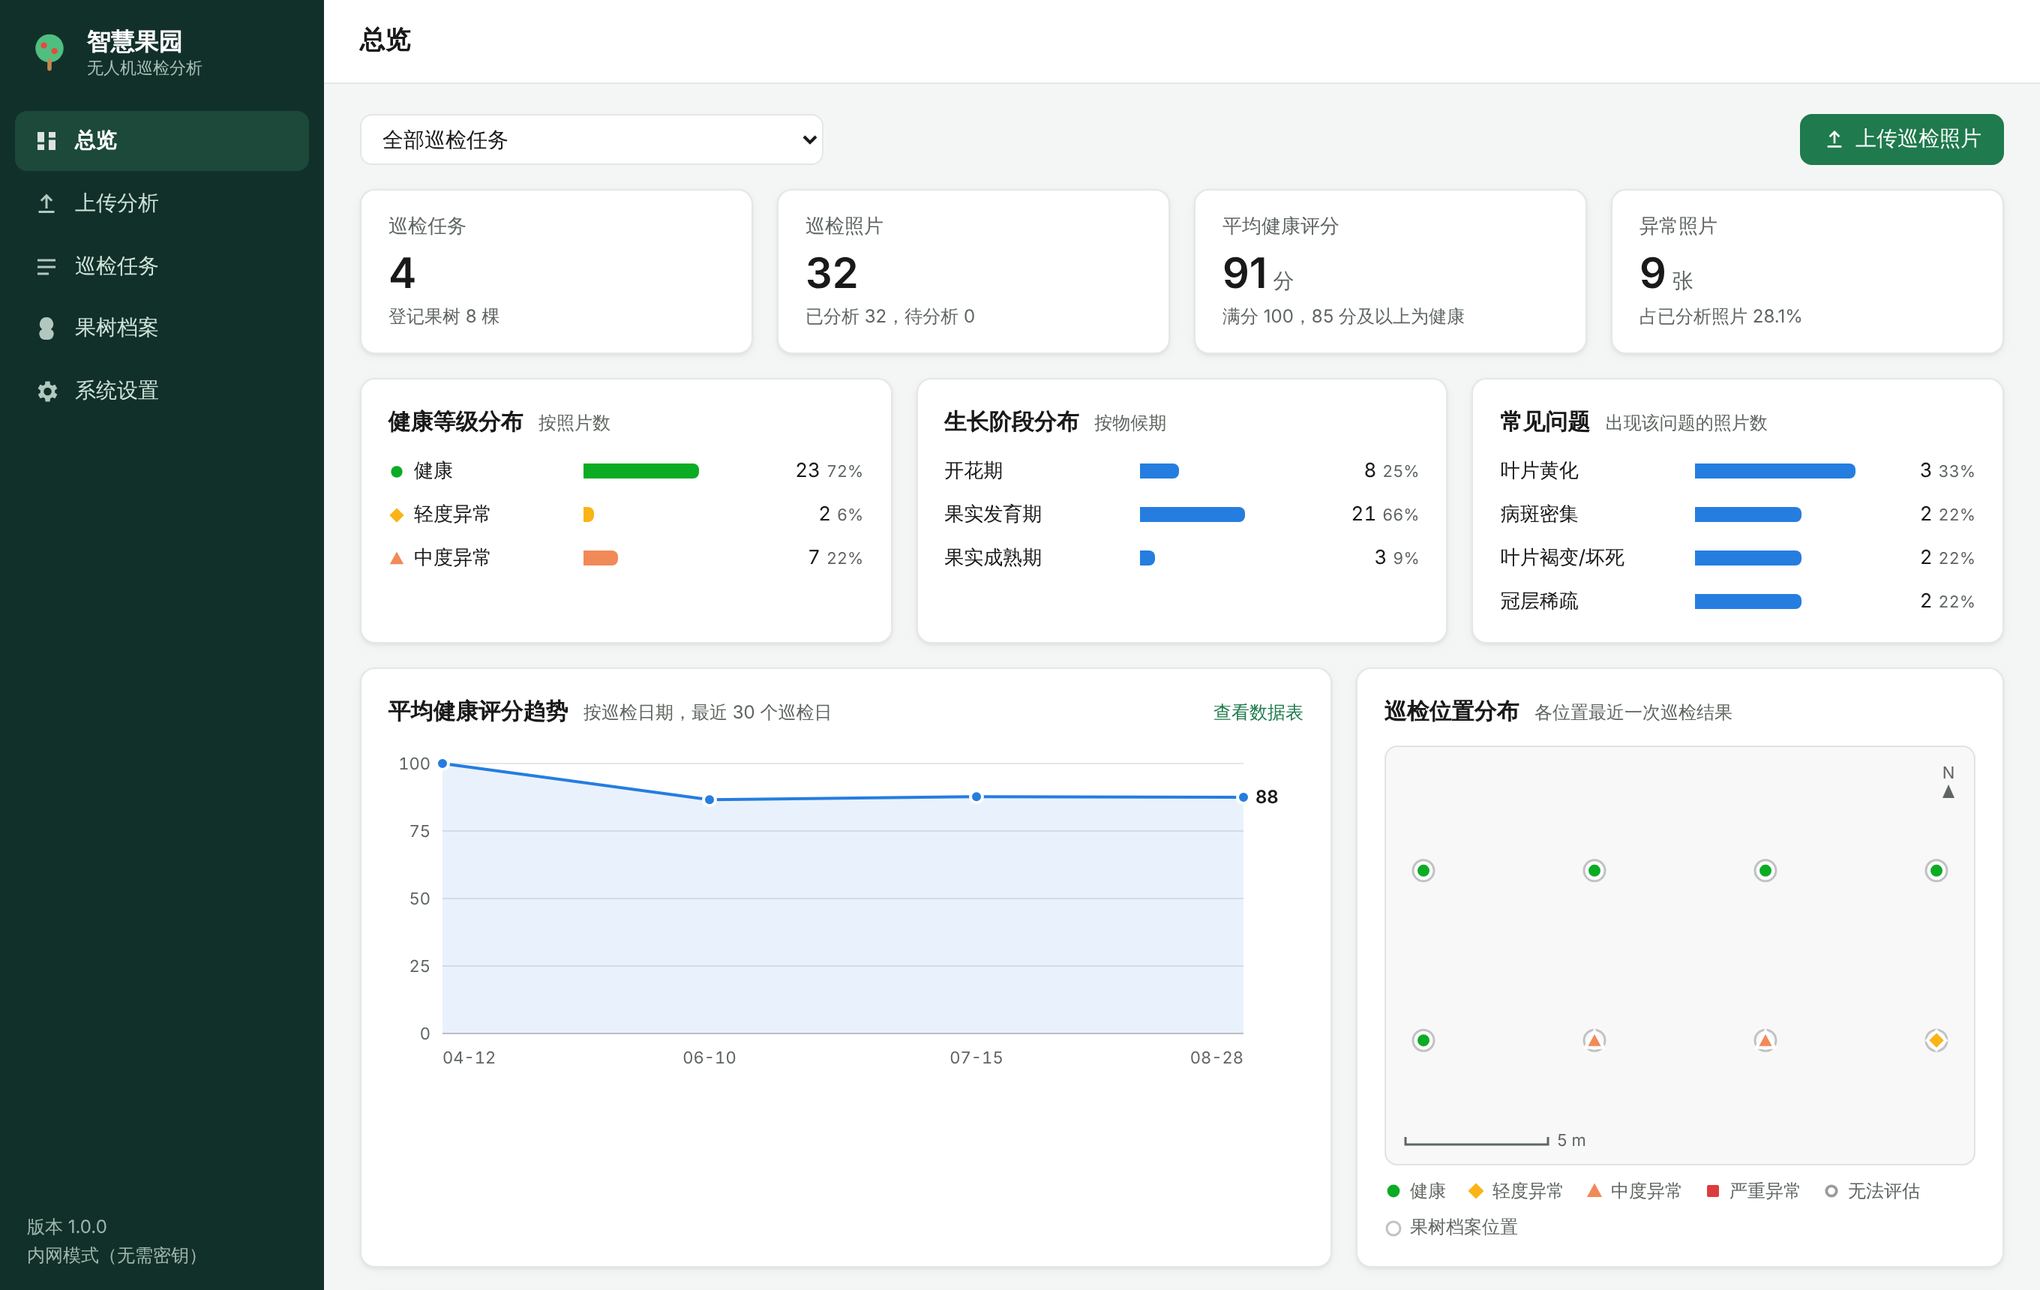 智慧果园
无人机巡检分析
总览
上传分析
巡检任务
果树档案
系统设置
版本 1.0.0
内网模式（无需密钥）
总览
全部巡检任务
上传巡检照片
巡检任务
4
登记果树 8 棵
巡检照片
32
已分析 32，待分析 0
平均健康评分
91 分
满分 100，85 分及以上为健康
异常照片
9 张
占已分析照片 28.1%
健康等级分布 按照片数
健康 23 72%
轻度异常 2 6%
中度异常 7 22%
生长阶段分布 按物候期
开花期 8 25%
果实发育期 21 66%
果实成熟期 3 9%
常见问题 出现该问题的照片数
叶片黄化 3 33%
病斑密集 2 22%
叶片褐变/坏死 2 22%
冠层稀疏 2 22%
平均健康评分趋势 按巡检日期，最近 30 个巡检日 查看数据表
100
88
75
50
25
0
04-12 06-10 07-15 08-28
巡检位置分布 各位置最近一次巡检结果
N
5 m
健康 轻度异常 中度异常 严重异常 无法评估
果树档案位置